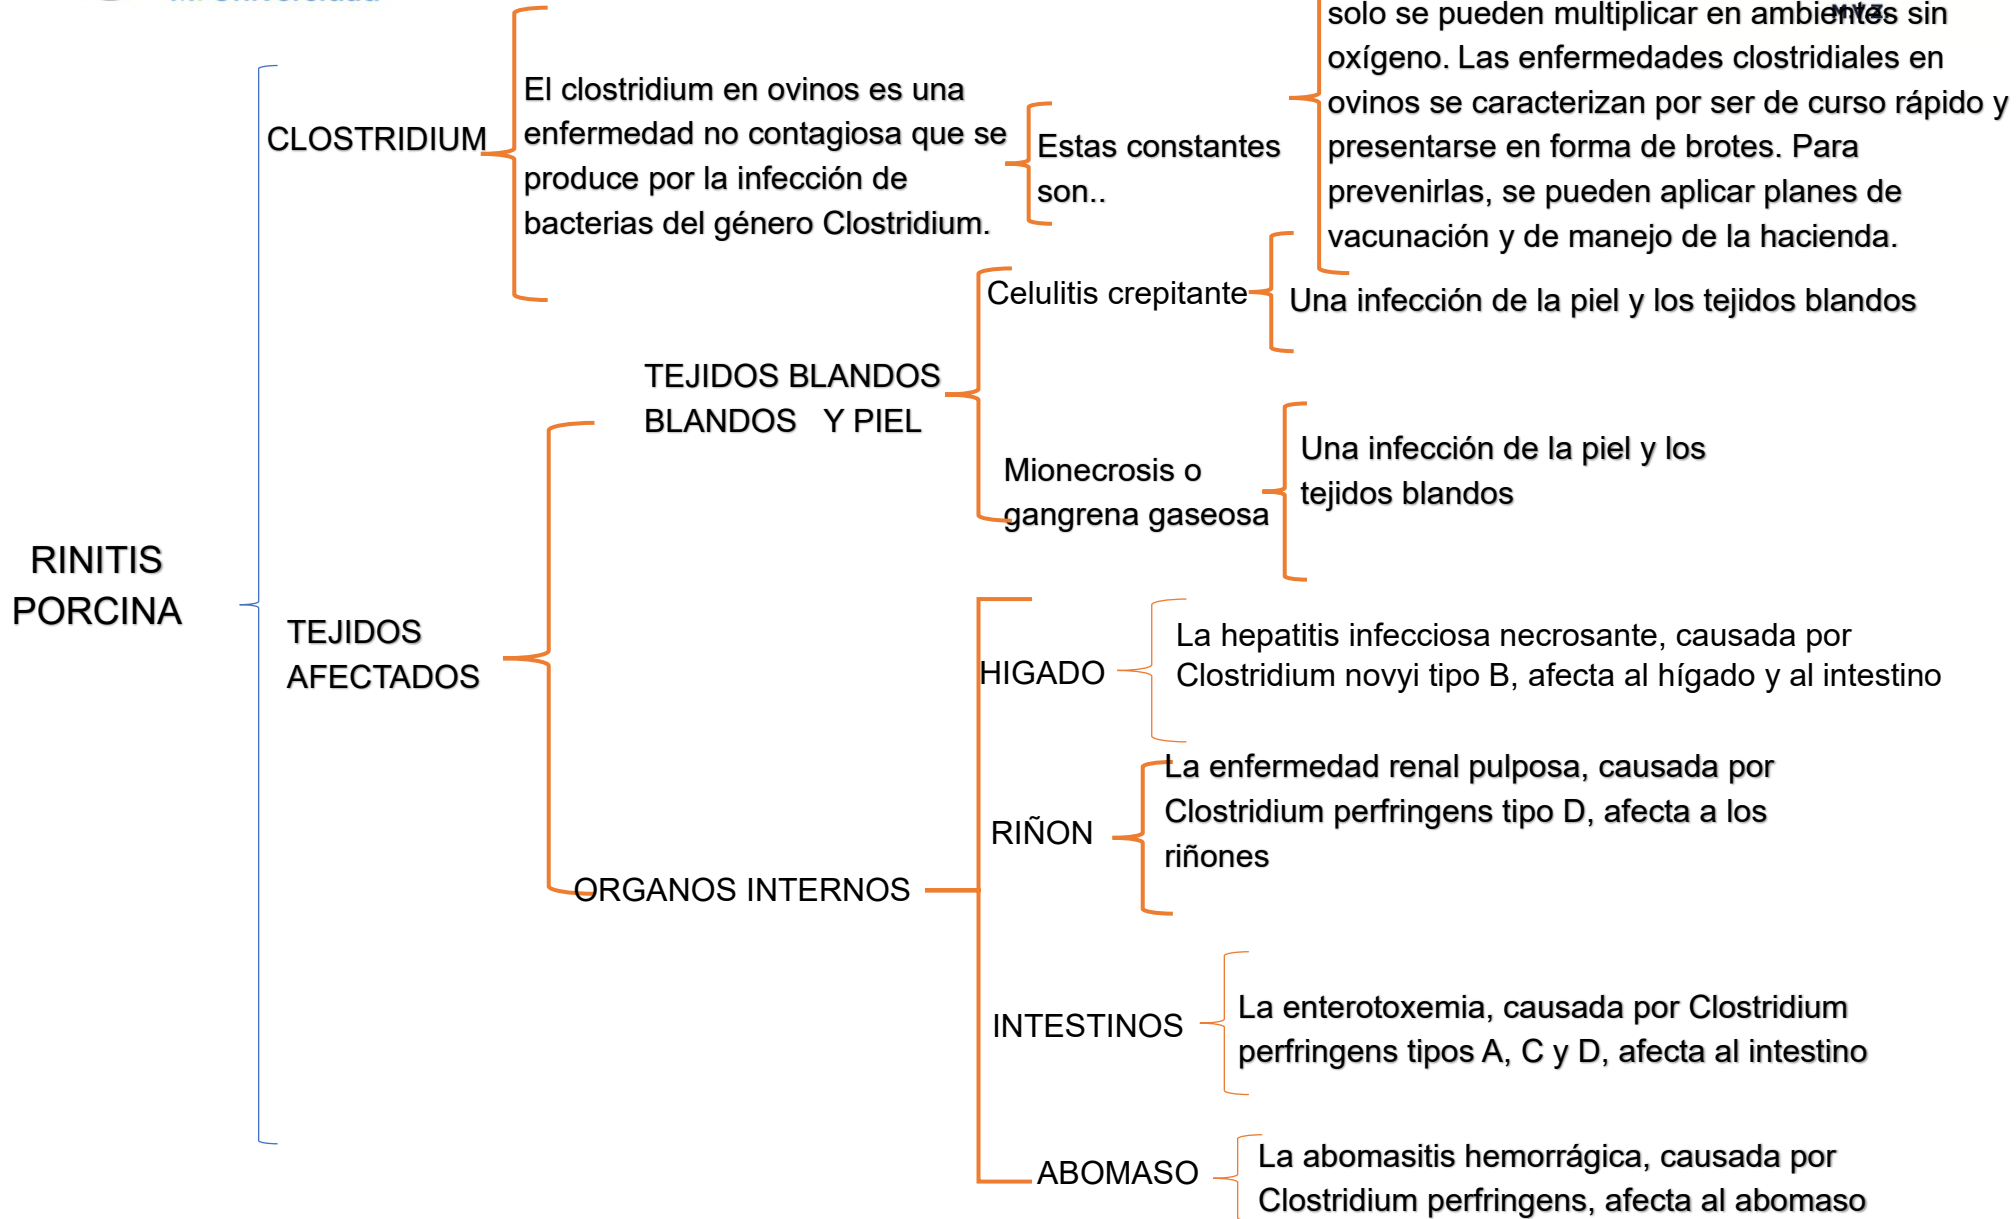 solo se pueden multiplicar en ambientes sin
oxígeno. Las enfermedades clostridiales en
ovinos se caracterizan por ser de curso rápido y
presentarse en forma de brotes. Para
prevenirlas, se pueden aplicar planes de
vacunación y de manejo de la hacienda.
CLOSTRIDIUM
El clostridium en ovinos es una
enfermedad no contagiosa que se
produce por la infección de
bacterias del género Clostridium.
Estas constantes
son..
RINITIS
PORCINA
TEJIDOS
AFECTADOS
TEJIDOS BLANDOS
BLANDOS Y PIEL
Celulitis crepitante
Una infección de la piel y los tejidos blandos
Mionecrosis o
gangrena gaseosa
Una infección de la piel y los
tejidos blandos
ORGANOS INTERNOS
HIGADO
La hepatitis infecciosa necrosante, causada por
Clostridium novyi tipo B, afecta al hígado y al intestino
RIÑON
La enfermedad renal pulposa, causada por
Clostridium perfringens tipo D, afecta a los
riñones
INTESTINOS
La enterotoxemia, causada por Clostridium
perfringens tipos A, C y D, afecta al intestino
ABOMASO
La abomasitis hemorrágica, causada por
Clostridium perfringens, afecta al abomaso